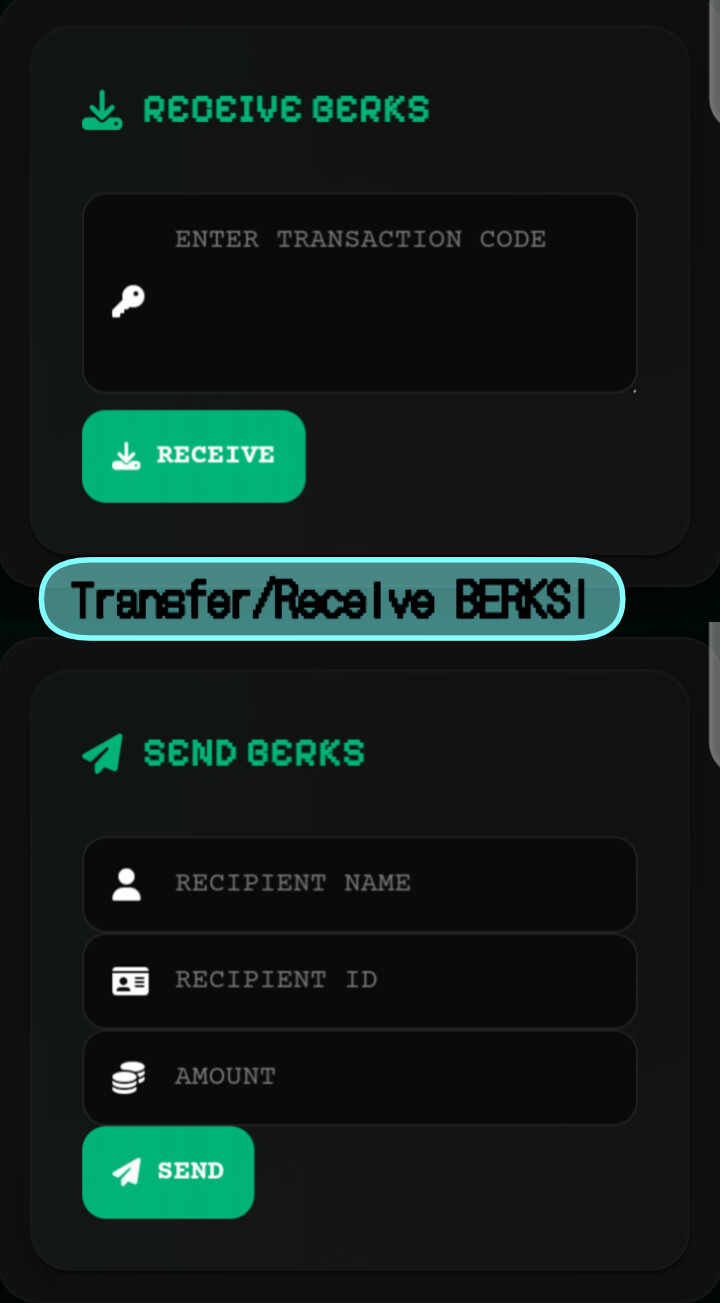 RECEIVE BERKS
ENTER TRANSACTION CODE
RECEIVE
Transfer/Receive BERKS!
SEND BERKS
RECIPIENT NAME
RECIPIENT ID
AMOUNT
SEND